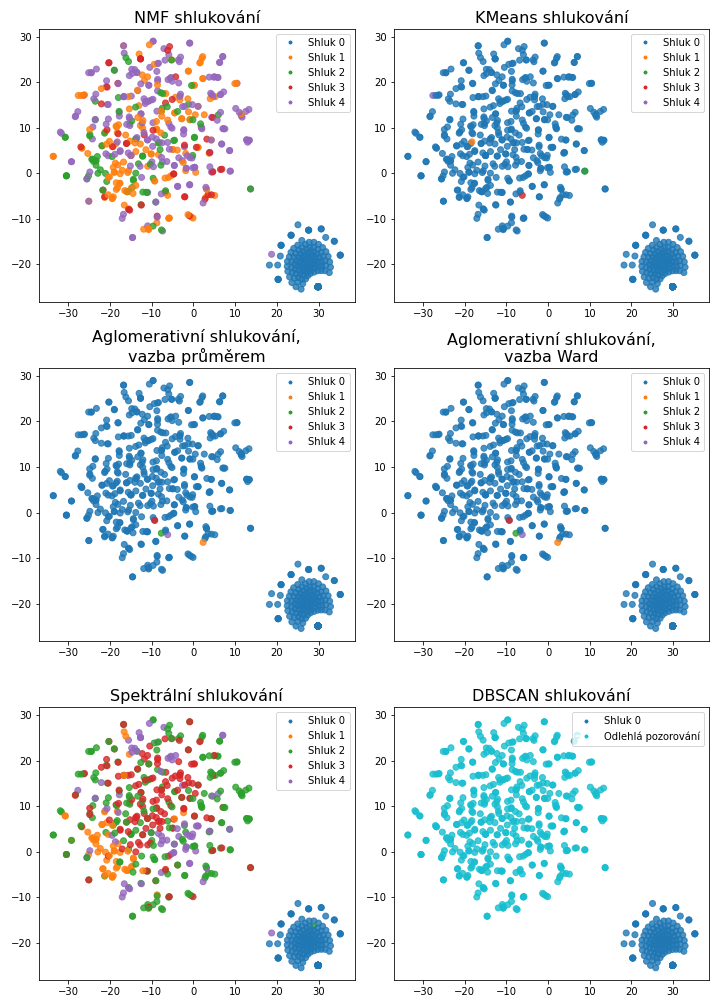 NMF shlukování
KMeans shlukování
30
20
10
0
−10
−20
−30
−20
−10
0
10
20
30
Shluk 0
Shluk 1
Shluk 2
Shluk 3
Shluk 4
30
20
10
0
−10
−20
−30
−20
−10
0
10
20
30
Shluk 0
Shluk 1
Shluk 2
Shluk 3
Shluk 4
Aglomerativní shlukování,
vazba průměrem
Aglomerativní shlukování,
vazba Ward
30
20
10
0
−10
−20
−30
−20
−10
0
10
20
30
Shluk 0
Shluk 1
Shluk 2
Shluk 3
Shluk 4
30
20
10
0
−10
−20
−30
−20
−10
0
10
20
30
Shluk 0
Shluk 1
Shluk 2
Shluk 3
Shluk 4
Spektrální shlukování
DBSCAN shlukování
30
20
10
0
−10
−20
−30
−20
−10
0
10
20
30
Shluk 0
Shluk 1
Shluk 2
Shluk 3
Shluk 4
30
20
10
0
−10
−20
−30
−20
−10
0
10
20
30
Shluk 0
Odlehlá pozorování